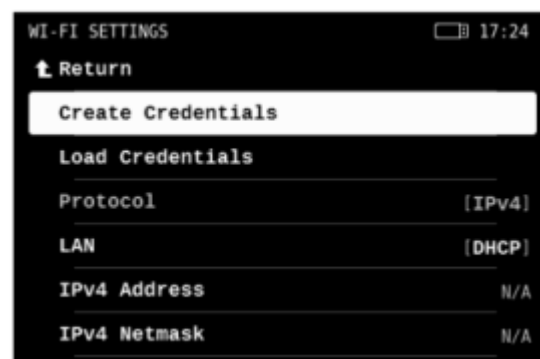 WI-FI SETTINGS 17:24
Return
Create Credentials
Load Credentials
Protocol [IPv4]
LAN [DHCP]
IPv4 Address N/A
IPv4 Netmask N/A